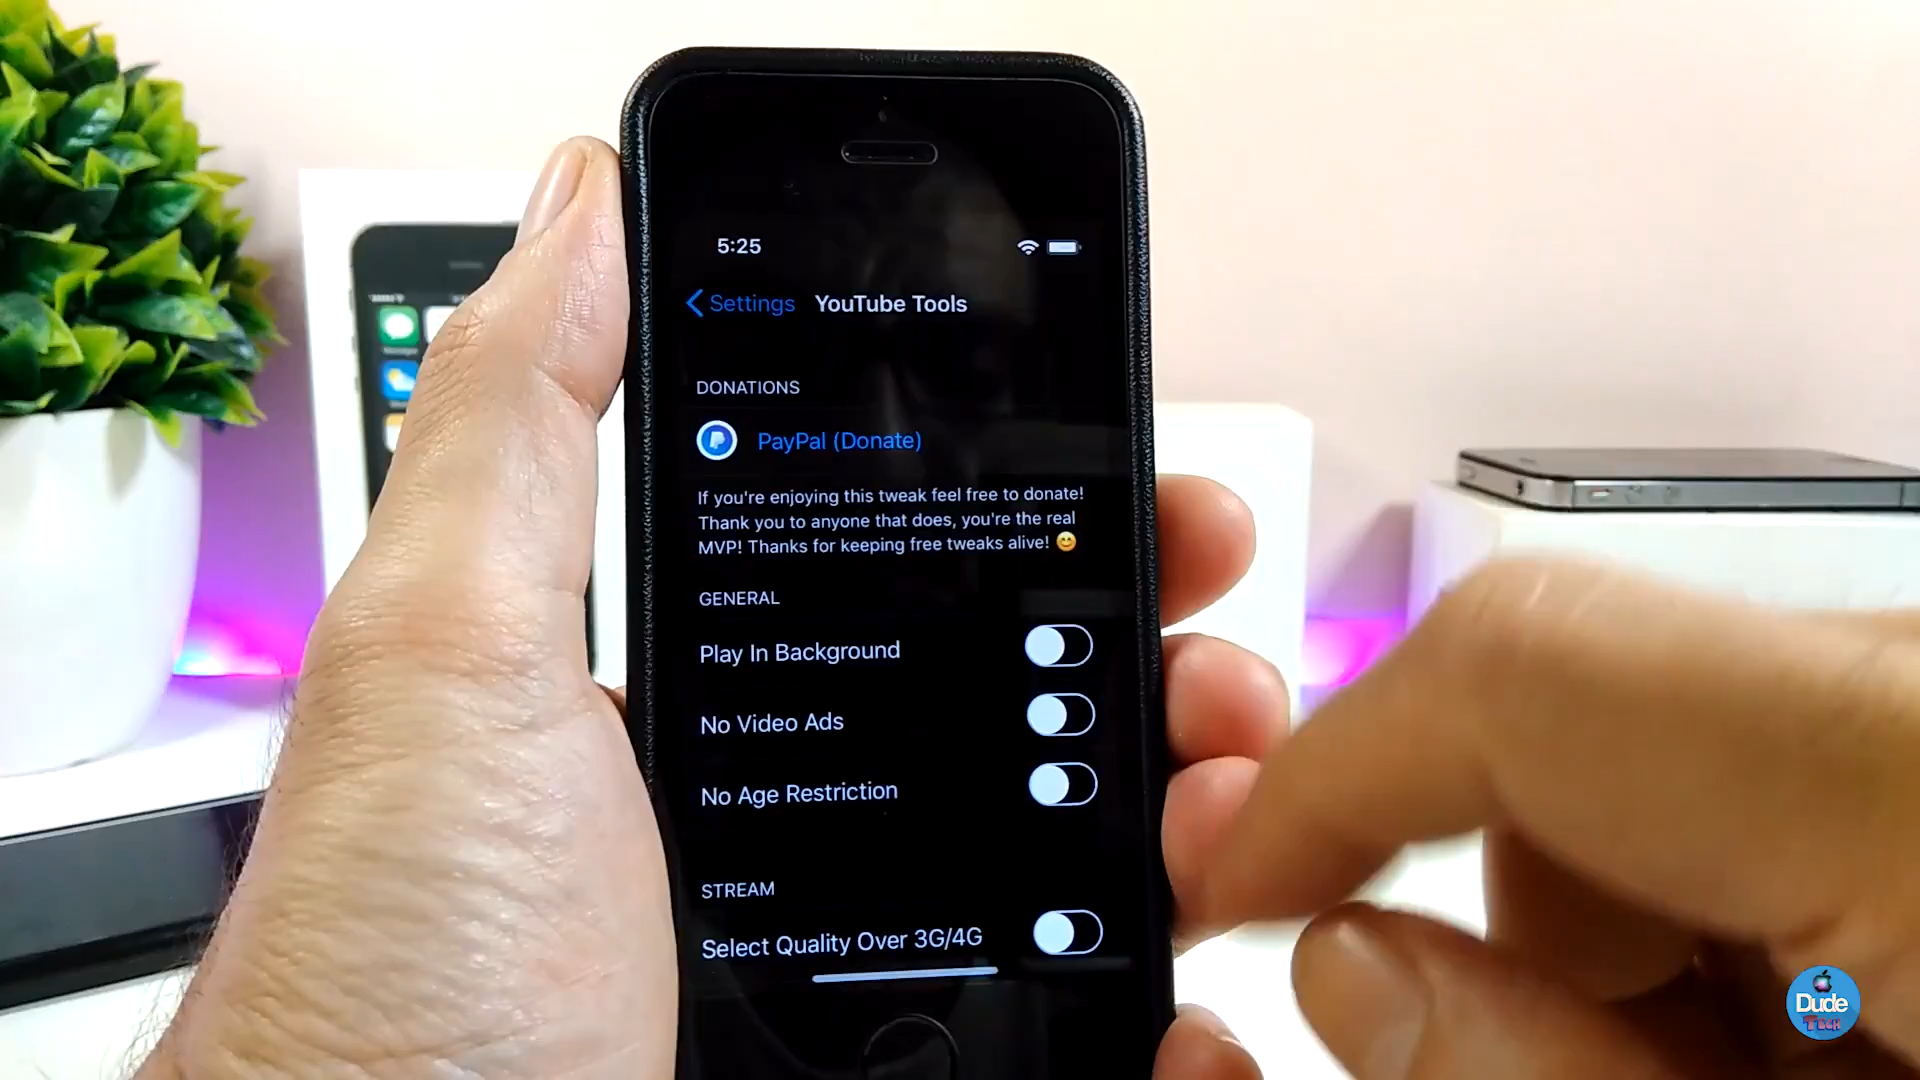 5:25
Settings YouTube Tools
DONATIONS
PayPal (Donate)
If you're enjoying this tweak feel free to donate!
Thank you to anyone that does, you're the real
MVP! Thanks for keeping free tweaks alive! 😊
GENERAL
Play In Background
No Video Ads
No Age Restriction
STREAM
Select Quality Over 3G/4G
Dude
TECH